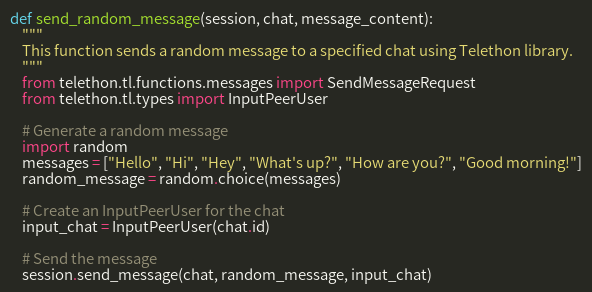 def send_random_message(session, chat, message_content):
    """
    This function sends a random message to a specified chat using Telethon library.
    """
    from telethon.tl.functions.messages import SendMessageRequest
    from telethon.tl.types import InputPeerUser

    # Generate a random message
    import random
    messages = ["Hello", "Hi", "Hey", "What's up?", "How are you?", "Good morning!"]
    random_message = random.choice(messages)

    # Create an InputPeerUser for the chat
    input_chat = InputPeerUser(chat.id)

    # Send the message
    session.send_message(chat, random_message, input_chat)